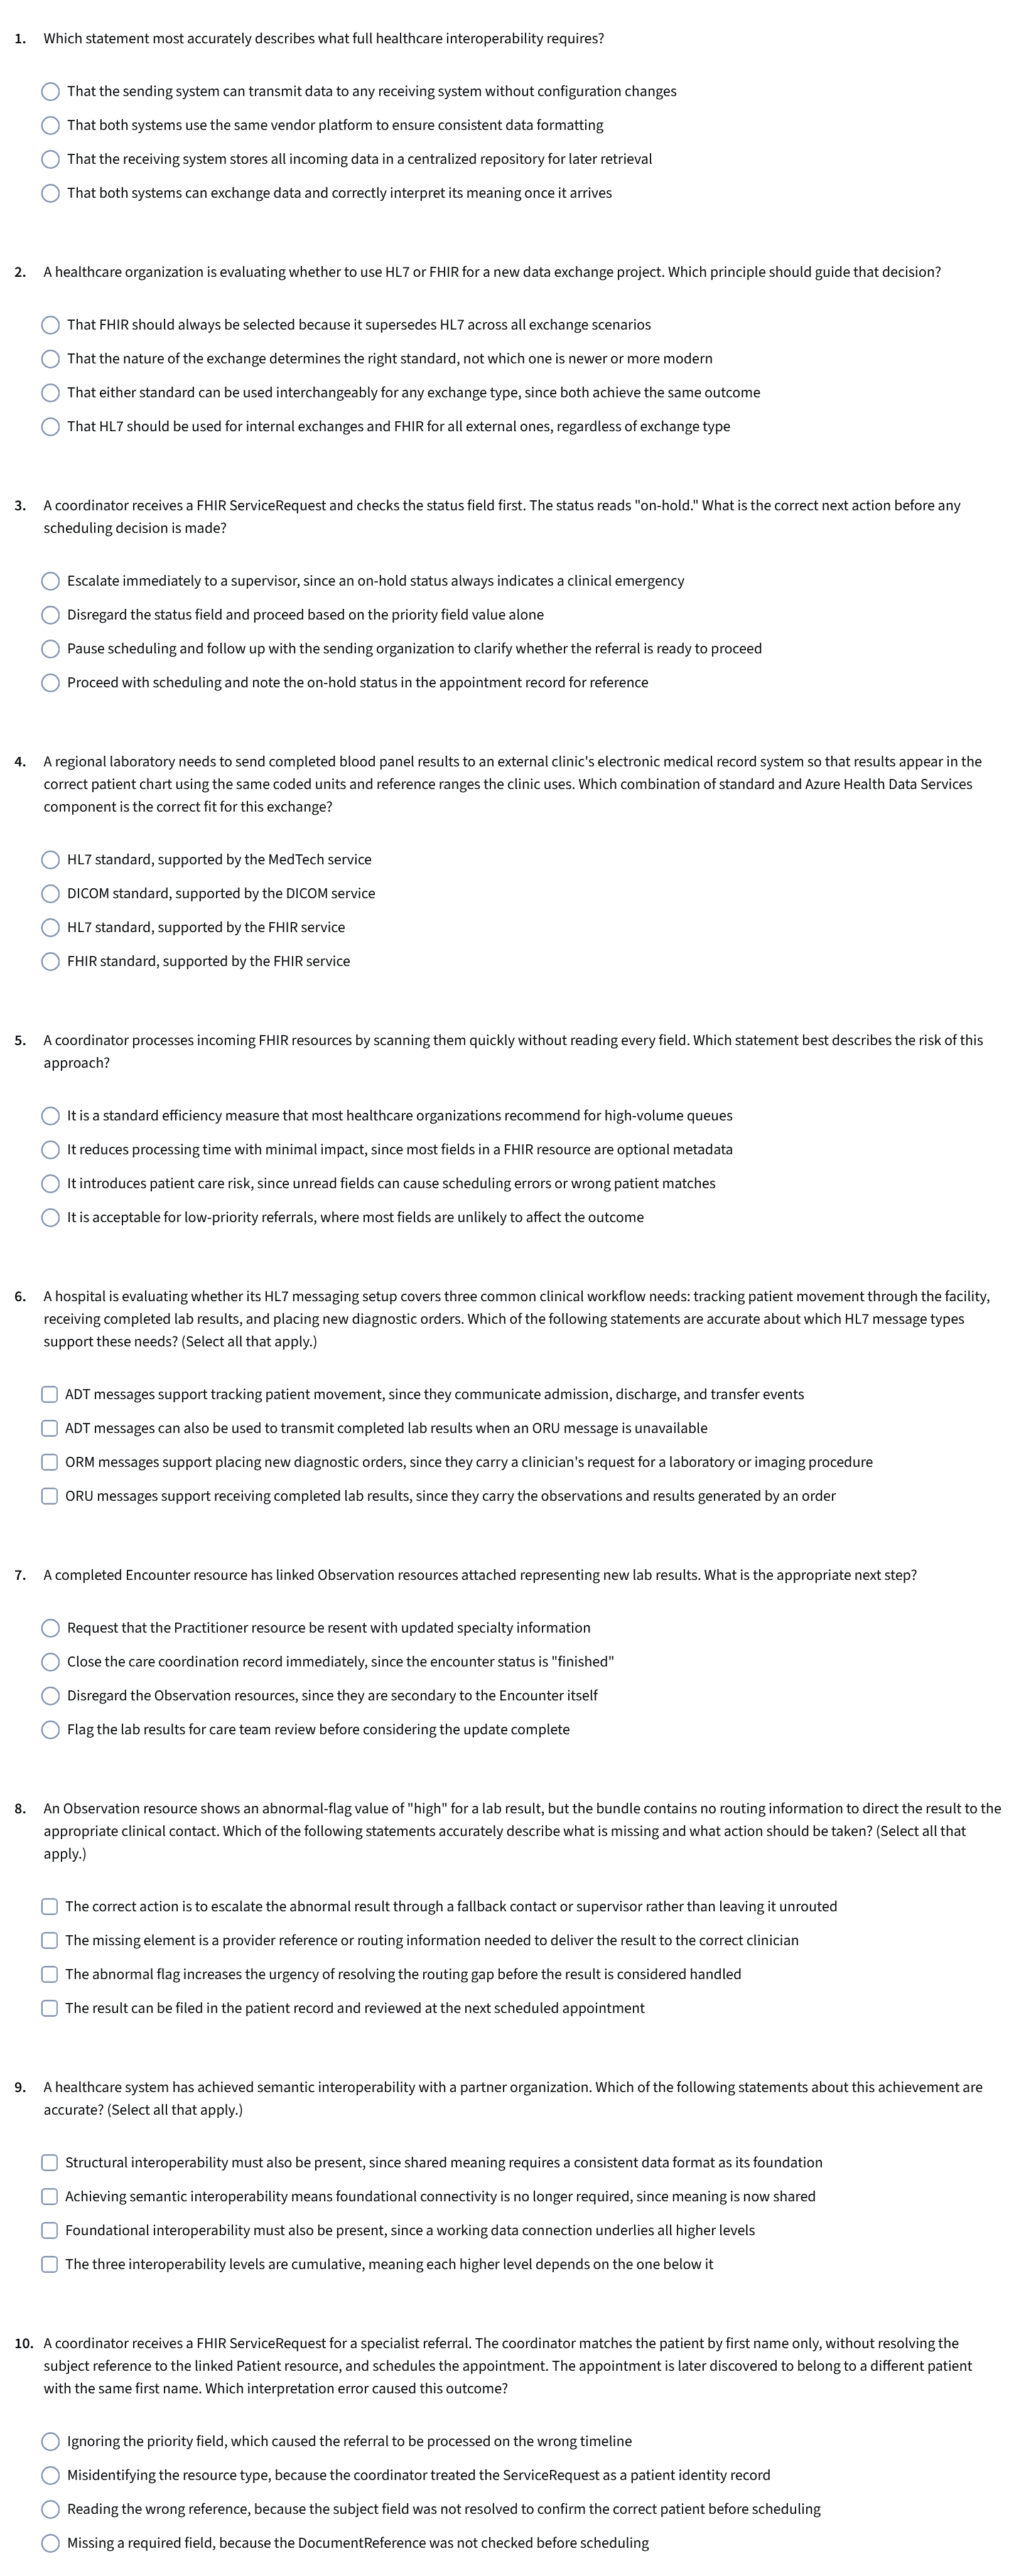 1. Which statement most accurately describes what full healthcare interoperability requires?
That the sending system can transmit data to any receiving system without configuration changes
That both systems use the same vendor platform to ensure consistent data formatting
That the receiving system stores all incoming data in a centralized repository for later retrieval
That both systems can exchange data and correctly interpret its meaning once it arrives
2. A healthcare organization is evaluating whether to use HL7 or FHIR for a new data exchange project. Which principle should guide that decision?
That FHIR should always be selected because it supersedes HL7 across all exchange scenarios
That the nature of the exchange determines the right standard, not which one is newer or more modern
That either standard can be used interchangeably for any exchange type, since both achieve the same outcome
That HL7 should be used for internal exchanges and FHIR for all external ones, regardless of exchange type
3. A coordinator receives a FHIR ServiceRequest and checks the status field first. The status reads "on-hold." What is the correct next action before any
scheduling decision is made?
Escalate immediately to a supervisor, since an on-hold status always indicates a clinical emergency
Disregard the status field and proceed based on the priority field value alone
Pause scheduling and follow up with the sending organization to clarify whether the referral is ready to proceed
Proceed with scheduling and note the on-hold status in the appointment record for reference
4. A regional laboratory needs to send completed blood panel results to an external clinic's electronic medical record system so that results appear in the
correct patient chart using the same coded units and reference ranges the clinic uses. Which combination of standard and Azure Health Data Services
component is the correct fit for this exchange?
HL7 standard, supported by the MedTech service
DICOM standard, supported by the DICOM service
HL7 standard, supported by the FHIR service
FHIR standard, supported by the FHIR service
5. A coordinator processes incoming FHIR resources by scanning them quickly without reading every field. Which statement best describes the risk of this
approach?
It is a standard efficiency measure that most healthcare organizations recommend for high-volume queues
It reduces processing time with minimal impact, since most fields in a FHIR resource are optional metadata
It introduces patient care risk, since unread fields can cause scheduling errors or wrong patient matches
It is acceptable for low-priority referrals, where most fields are unlikely to affect the outcome
6. A hospital is evaluating whether its HL7 messaging setup covers three common clinical workflow needs: tracking patient movement through the facility,
receiving completed lab results, and placing new diagnostic orders. Which of the following statements are accurate about which HL7 message types
support these needs? (Select all that apply.)
ADT messages support tracking patient movement, since they communicate admission, discharge, and transfer events
ADT messages can also be used to transmit completed lab results when an ORU message is unavailable
ORM messages support placing new diagnostic orders, since they carry a clinician's request for a laboratory or imaging procedure
ORU messages support receiving completed lab results, since they carry the observations and results generated by an order
7. A completed Encounter resource has linked Observation resources attached representing new lab results. What is the appropriate next step?
Request that the Practitioner resource be resent with updated specialty information
Close the care coordination record immediately, since the encounter status is "finished"
Disregard the Observation resources, since they are secondary to the Encounter itself
Flag the lab results for care team review before considering the update complete
8. An Observation resource shows an abnormal-flag value of "high" for a lab result, but the bundle contains no routing information to direct the result to the
appropriate clinical contact. Which of the following statements accurately describe what is missing and what action should be taken? (Select all that
apply.)
The correct action is to escalate the abnormal result through a fallback contact or supervisor rather than leaving it unrouted
The missing element is a provider reference or routing information needed to deliver the result to the correct clinician
The abnormal flag increases the urgency of resolving the routing gap before the result is considered handled
The result can be filed in the patient record and reviewed at the next scheduled appointment
9. A healthcare system has achieved semantic interoperability with a partner organization. Which of the following statements about this achievement are
accurate? (Select all that apply.)
Structural interoperability must also be present, since shared meaning requires a consistent data format as its foundation
Achieving semantic interoperability means foundational connectivity is no longer required, since meaning is now shared
Foundational interoperability must also be present, since a working data connection underlies all higher levels
The three interoperability levels are cumulative, meaning each higher level depends on the one below it
10. A coordinator receives a FHIR ServiceRequest for a specialist referral. The coordinator matches the patient by first name only, without resolving the
subject reference to the linked Patient resource, and schedules the appointment. The appointment is later discovered to belong to a different patient
with the same first name. Which interpretation error caused this outcome?
Ignoring the priority field, which caused the referral to be processed on the wrong timeline
Misidentifying the resource type, because the coordinator treated the ServiceRequest as a patient identity record
Reading the wrong reference, because the subject field was not resolved to confirm the correct patient before scheduling
Missing a required field, because the DocumentReference was not checked before scheduling